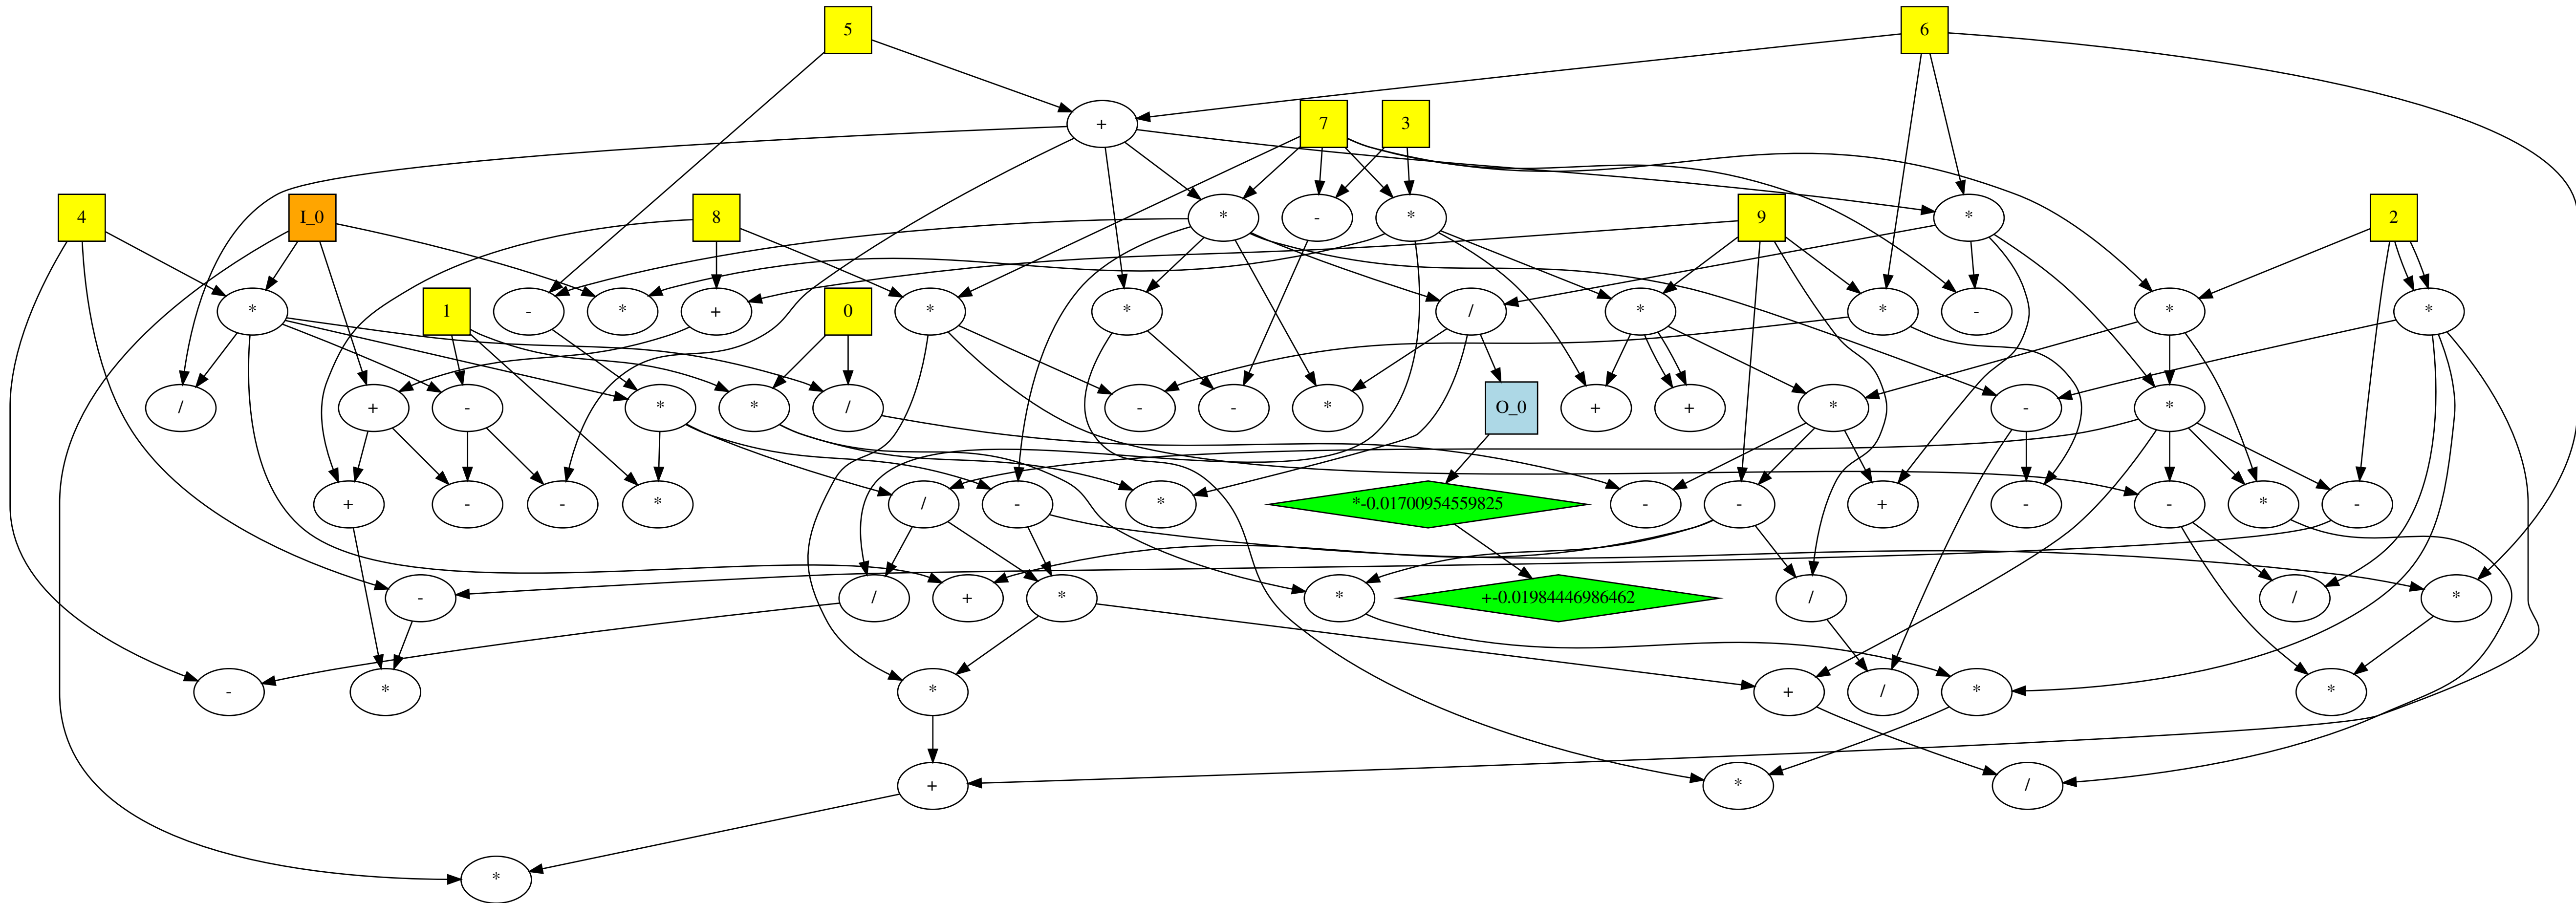 5 6
+ 7 3
4 I_0 8 * - * 9 * 2
* 1 - * + 0 * * / * * - * *
/ + - * * / - - * O_0 + + * - *
+ - - * / - * *-0.01700954559825 - - + - - * -
- / + * * +-0.01984446986462 / / *
- * * + / * *
+ * /
*